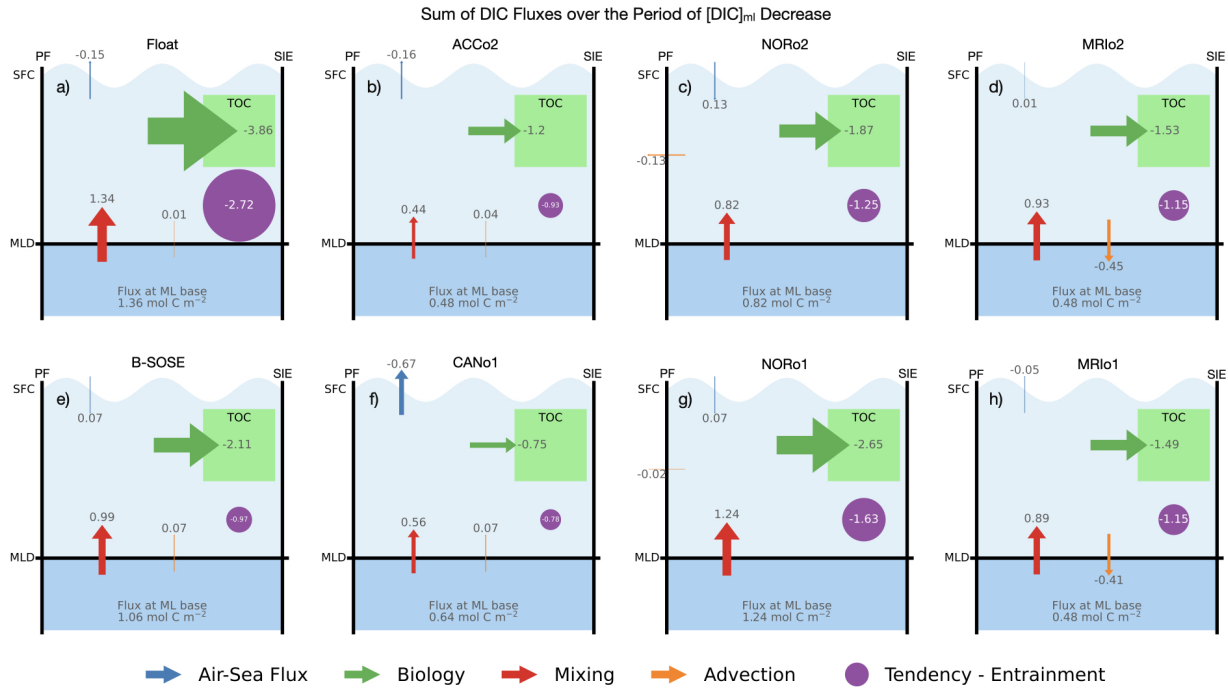 Sum of DIC Fluxes over the Period of [DIC]ml Decrease
Float
PF
-0.15
SIE
SFC
a)
TOC
-3.86
1.34
0.01
-2.72
MLD
Flux at ML base
1.36 mol C m⁻²
ACCo2
-0.16
b)
TOC
-1.2
0.44
0.04
-0.93
MLD
Flux at ML base
0.48 mol C m⁻²
NORo2
PF
SIE
SFC
c)
0.13
TOC
-1.87
-0.13
0.82
-1.25
MLD
Flux at ML base
0.82 mol C m⁻²
MRIo2
PF
SIE
SFC
d)
0.01
TOC
-1.53
0.93
-1.15
MLD
-0.45
Flux at ML base
0.48 mol C m⁻²
B-SOSE
PF
SIE
SFC
e)
0.07
TOC
-2.11
0.99
0.07
-0.97
MLD
Flux at ML base
1.06 mol C m⁻²
CANo1
-0.67
f)
TOC
-0.75
0.56
0.07
-0.78
MLD
Flux at ML base
0.64 mol C m⁻²
NORo1
PF
SIE
SFC
g)
0.07
TOC
-2.65
-0.02
1.24
-1.63
MLD
Flux at ML base
1.24 mol C m⁻²
MRIo1
PF
-0.05
SIE
SFC
h)
TOC
-1.49
0.89
-1.15
MLD
-0.41
Flux at ML base
0.48 mol C m⁻²
Air-Sea Flux
Biology
Mixing
Advection
Tendency - Entrainment